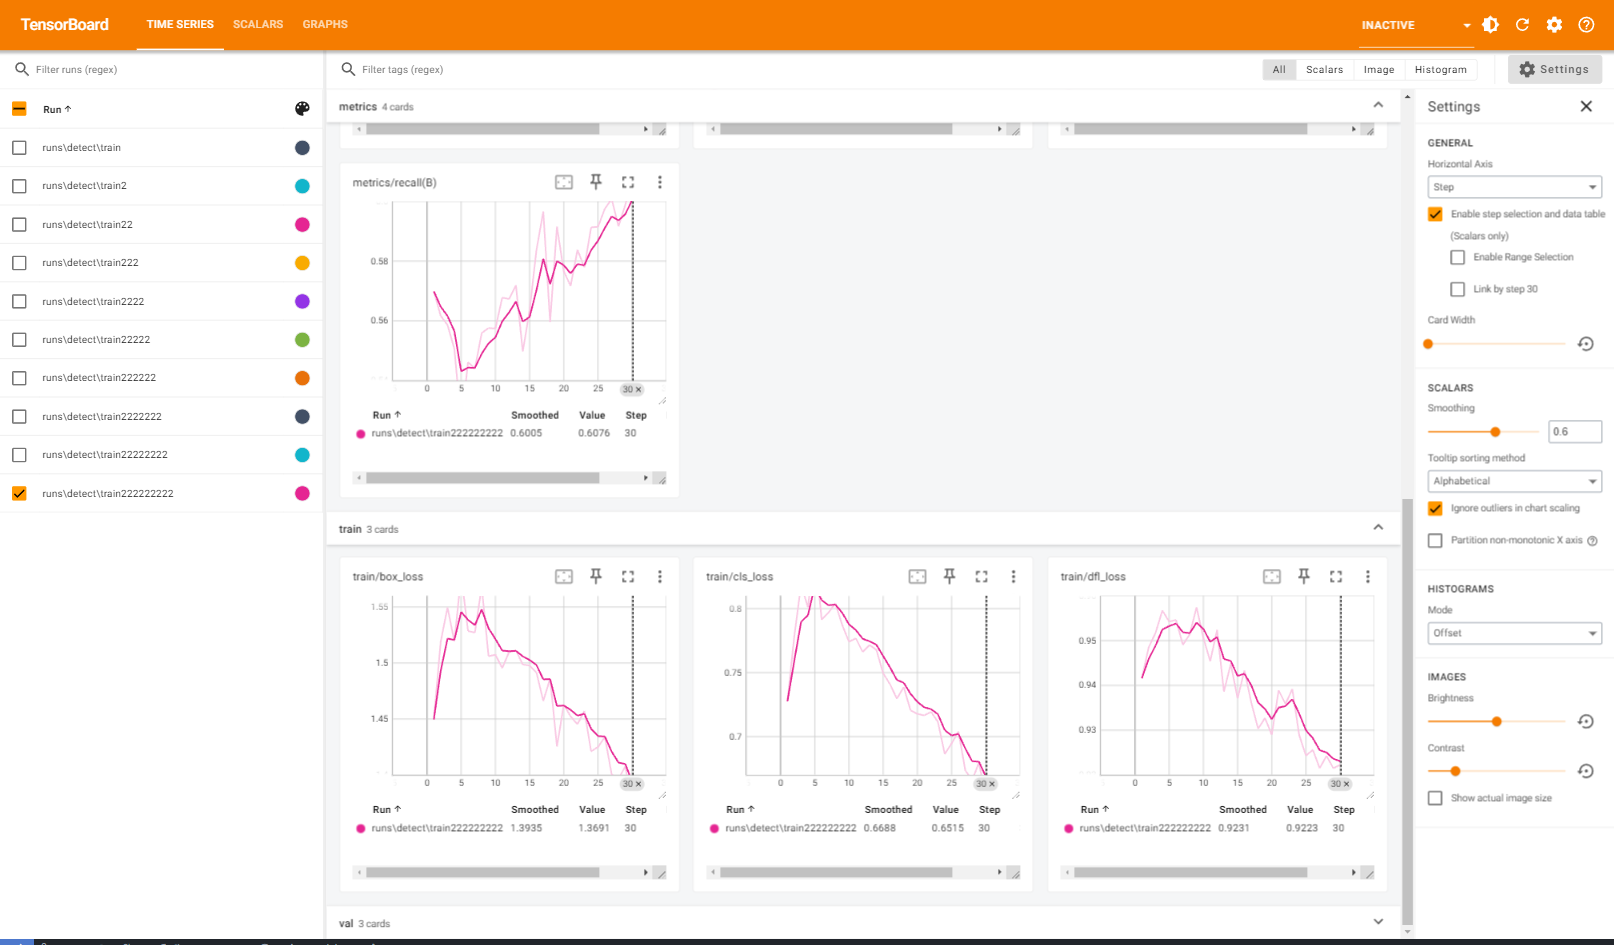 TensorBoard TIME SERIES SCALARS GRAPHS INACTIVE
Filter runs (regex)
Run ↑
runs\detect\train
runs\detect\train2
runs\detect\train22
runs\detect\train222
runs\detect\train2222
runs\detect\train22222
runs\detect\train222222
runs\detect\train2222222
runs\detect\train22222222
runs\detect\train222222222
Filter tags (regex)
All Scalars Image Histogram Settings
metrics 4 cards
metrics/recall(B)
0.58
0.56
0 5 10 15 20 25 30 ×
Run ↑ Smoothed Value Step
runs\detect\train222222222 0.6005 0.6076 30
train 3 cards
train/box_loss
1.55
1.5
1.45
0 5 10 15 20 25 30 ×
Run ↑ Smoothed Value Step
runs\detect\train222222222 1.3935 1.3691 30
train/cls_loss
0.8
0.75
0.7
0 5 10 15 20 25 30 ×
Run ↑ Smoothed Value Step
runs\detect\train222222222 0.6688 0.6515 30
train/dfl_loss
0.95
0.94
0.93
0 5 10 15 20 25 30 ×
Run ↑ Smoothed Value Step
runs\detect\train222222222 0.9231 0.9223 30
val 3 cards
Settings
GENERAL
Horizontal Axis
Step
Enable step selection and data table
(Scalars only)
Enable Range Selection
Link by step 30
Card Width
SCALARS
Smoothing
0.6
Tooltip sorting method
Alphabetical
Ignore outliers in chart scaling
Partition non-monotonic X axis
HISTOGRAMS
Mode
Offset
IMAGES
Brightness
Contrast
Show actual image size